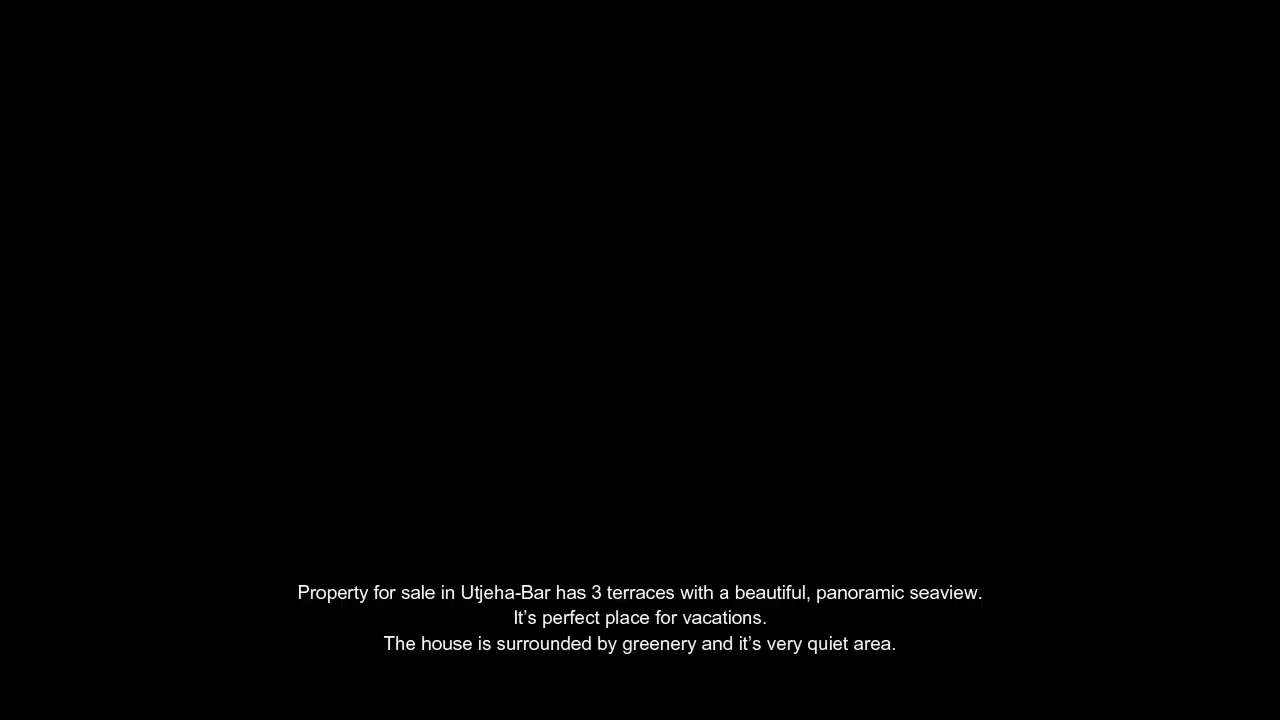 Property for sale in Utjeha-Bar has 3 terraces with a beautiful, panoramic seaview.
It’s perfect place for vacations.
The house is surrounded by greenery and it’s very quiet area.